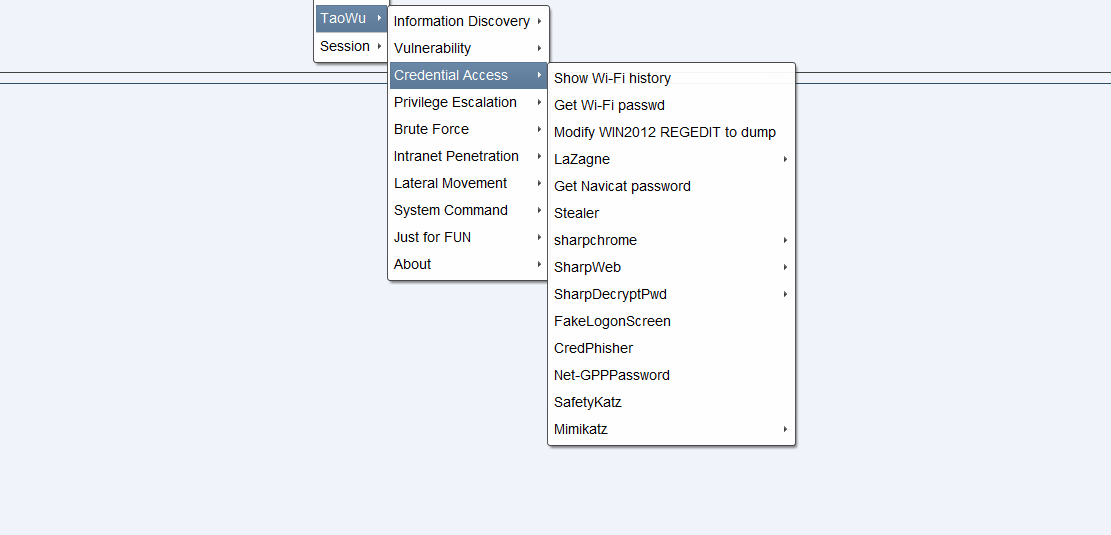 TaoWu
Session
Information Discovery
Vulnerability
Credential Access
Privilege Escalation
Brute Force
Intranet Penetration
Lateral Movement
System Command
Just for FUN
About
Show Wi-Fi history
Get Wi-Fi passwd
Modify WIN2012 REGEDIT to dump
LaZagne
Get Navicat password
Stealer
sharpchrome
SharpWeb
SharpDecryptPwd
FakeLogonScreen
CredPhisher
Net-GPPPassword
SafetyKatz
Mimikatz